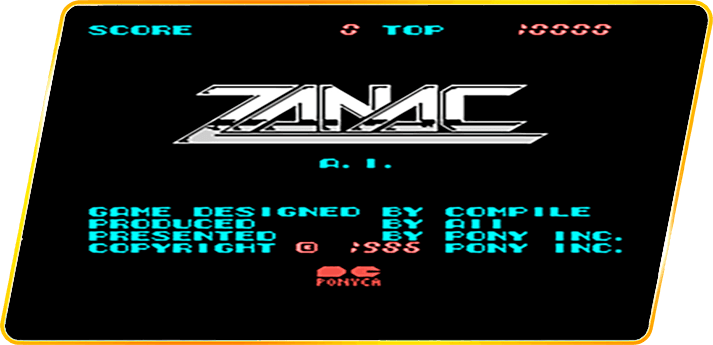 SCORE 0 TOP 10000
ZANAC
A.I.
GAME DESIGNED BY COMPILE
PRODUCED BY AII
PRESENTED BY PONY INC.
COPYRIGHT © 1986 PONY INC.
PONYCA